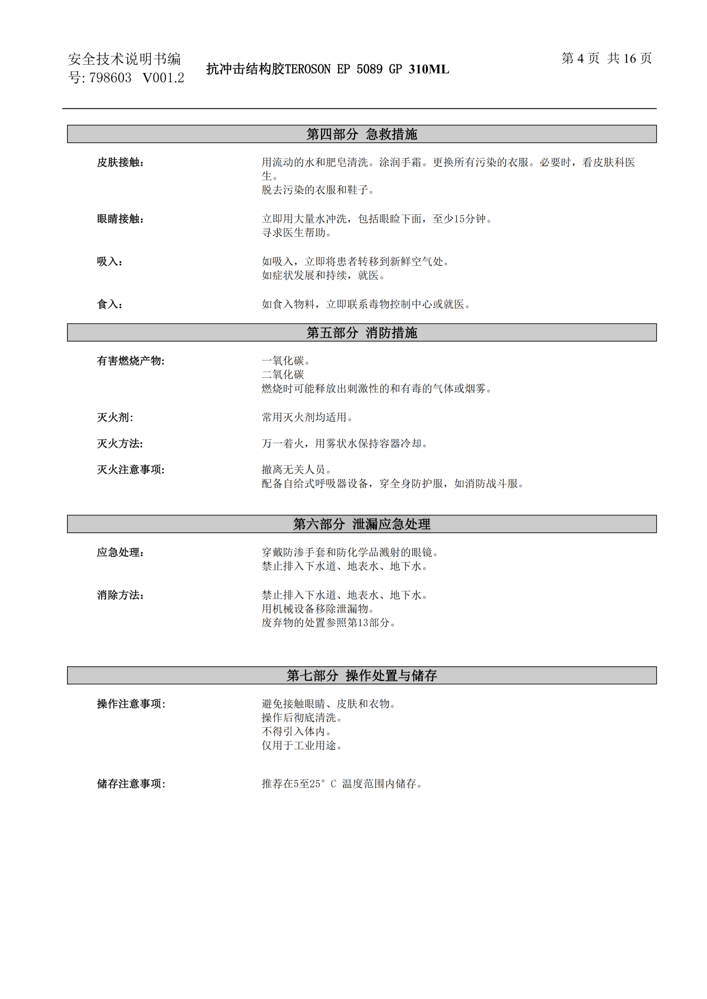 安全技术说明书编
号: 798603 V001.2
抗冲击结构胶TEROSON EP 5089 GP 310ML
第 4 页 共 16 页
第四部分 急救措施
皮肤接触:
用流动的水和肥皂清洗。涂润手霜。更换所有污染的衣服。必要时，看皮肤科医
生。
脱去污染的衣服和鞋子。
眼睛接触:
立即用大量水冲洗，包括眼睑下面，至少15分钟。
寻求医生帮助。
吸入:
如吸入，立即将患者转移到新鲜空气处。
如症状发展和持续，就医。
食入:
如食入物料，立即联系毒物控制中心或就医。
第五部分 消防措施
有害燃烧产物:
一氧化碳。
二氧化碳
燃烧时可能释放出刺激性的和有毒的气体或烟雾。
灭火剂:
常用灭火剂均适用。
灭火方法:
万一着火，用雾状水保持容器冷却。
灭火注意事项:
撤离无关人员。
配备自给式呼吸器设备，穿全身防护服，如消防战斗服。
第六部分 泄漏应急处理
应急处理:
穿戴防渗手套和防化学品溅射的眼镜。
禁止排入下水道、地表水、地下水。
消除方法:
禁止排入下水道、地表水、地下水。
用机械设备移除泄漏物。
废弃物的处置参照第13部分。
第七部分 操作处置与储存
操作注意事项:
避免接触眼睛、皮肤和衣物。
操作后彻底清洗。
不得引入体内。
仅用于工业用途。
储存注意事项:
推荐在5至25° C 温度范围内储存。